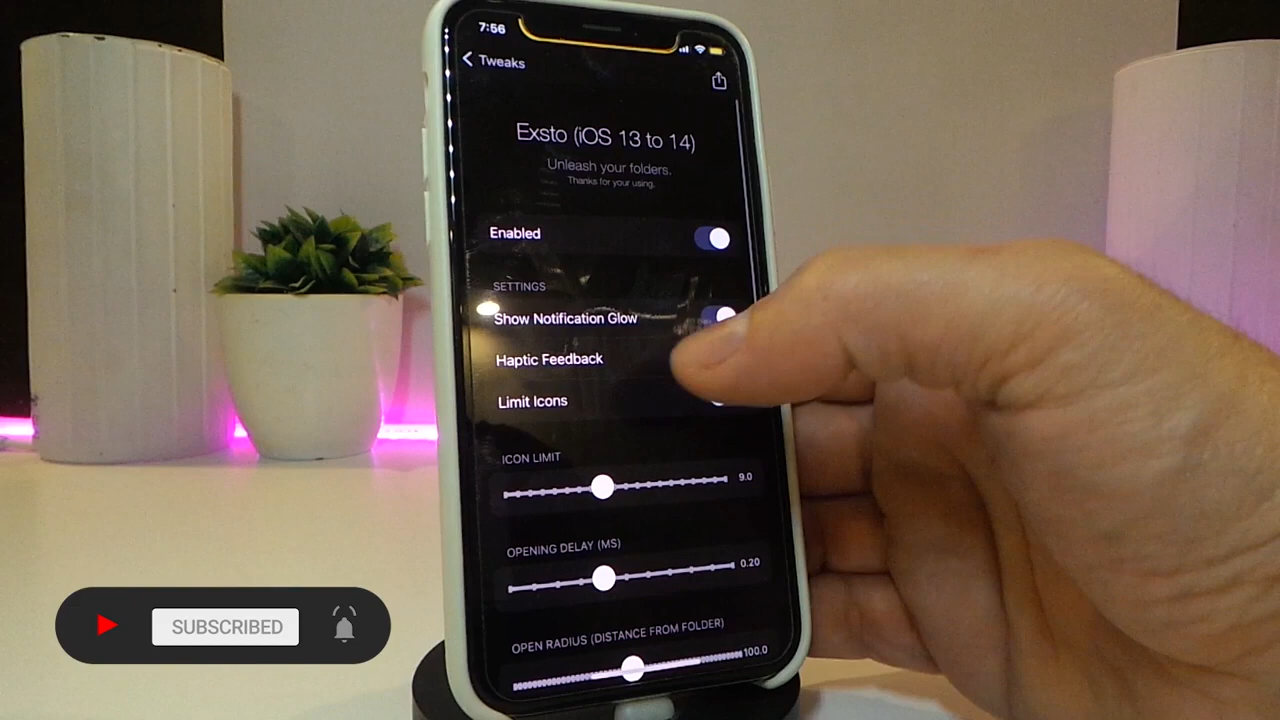 7:56
Tweaks
Exsto (iOS 13 to 14)
Unleash your folders.
Thanks for your using.
Enabled
SETTINGS
Show Notification Glow
Haptic Feedback
Limit Icons
ICON LIMIT
9.0
OPENING DELAY (MS)
0.20
OPEN RADIUS (DISTANCE FROM FOLDER)
100.0
SUBSCRIBED